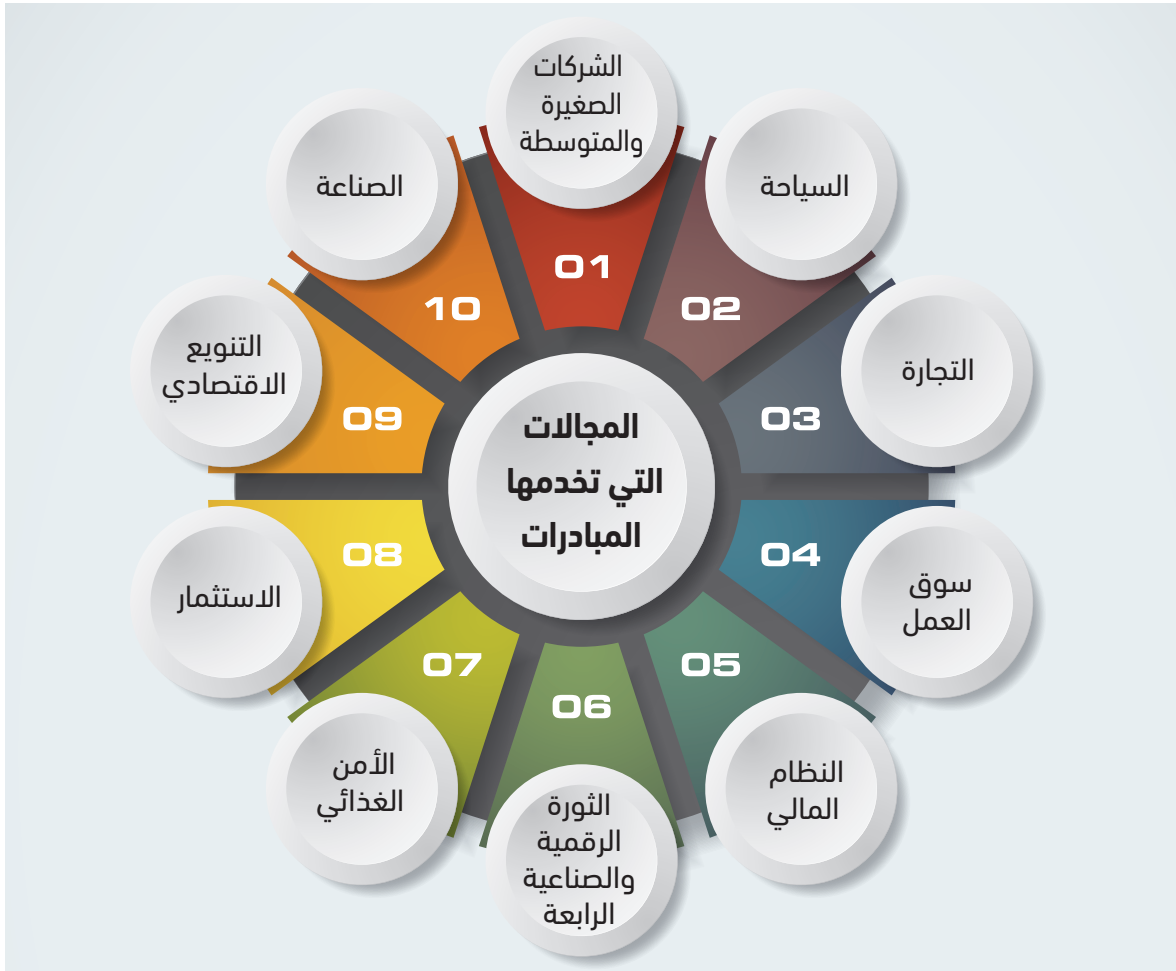 المجالات
التي تخدمها
المبادرات
01
الشركات
الصغيرة
والمتوسطة
02
السياحة
03
التجارة
04
سوق
العمل
05
النظام
المالي
06
الثورة
الرقمية
والصناعية
الرابعة
07
الأمن
الغذائي
08
الاستثمار
09
التنويع
الاقتصادي
10
الصناعة